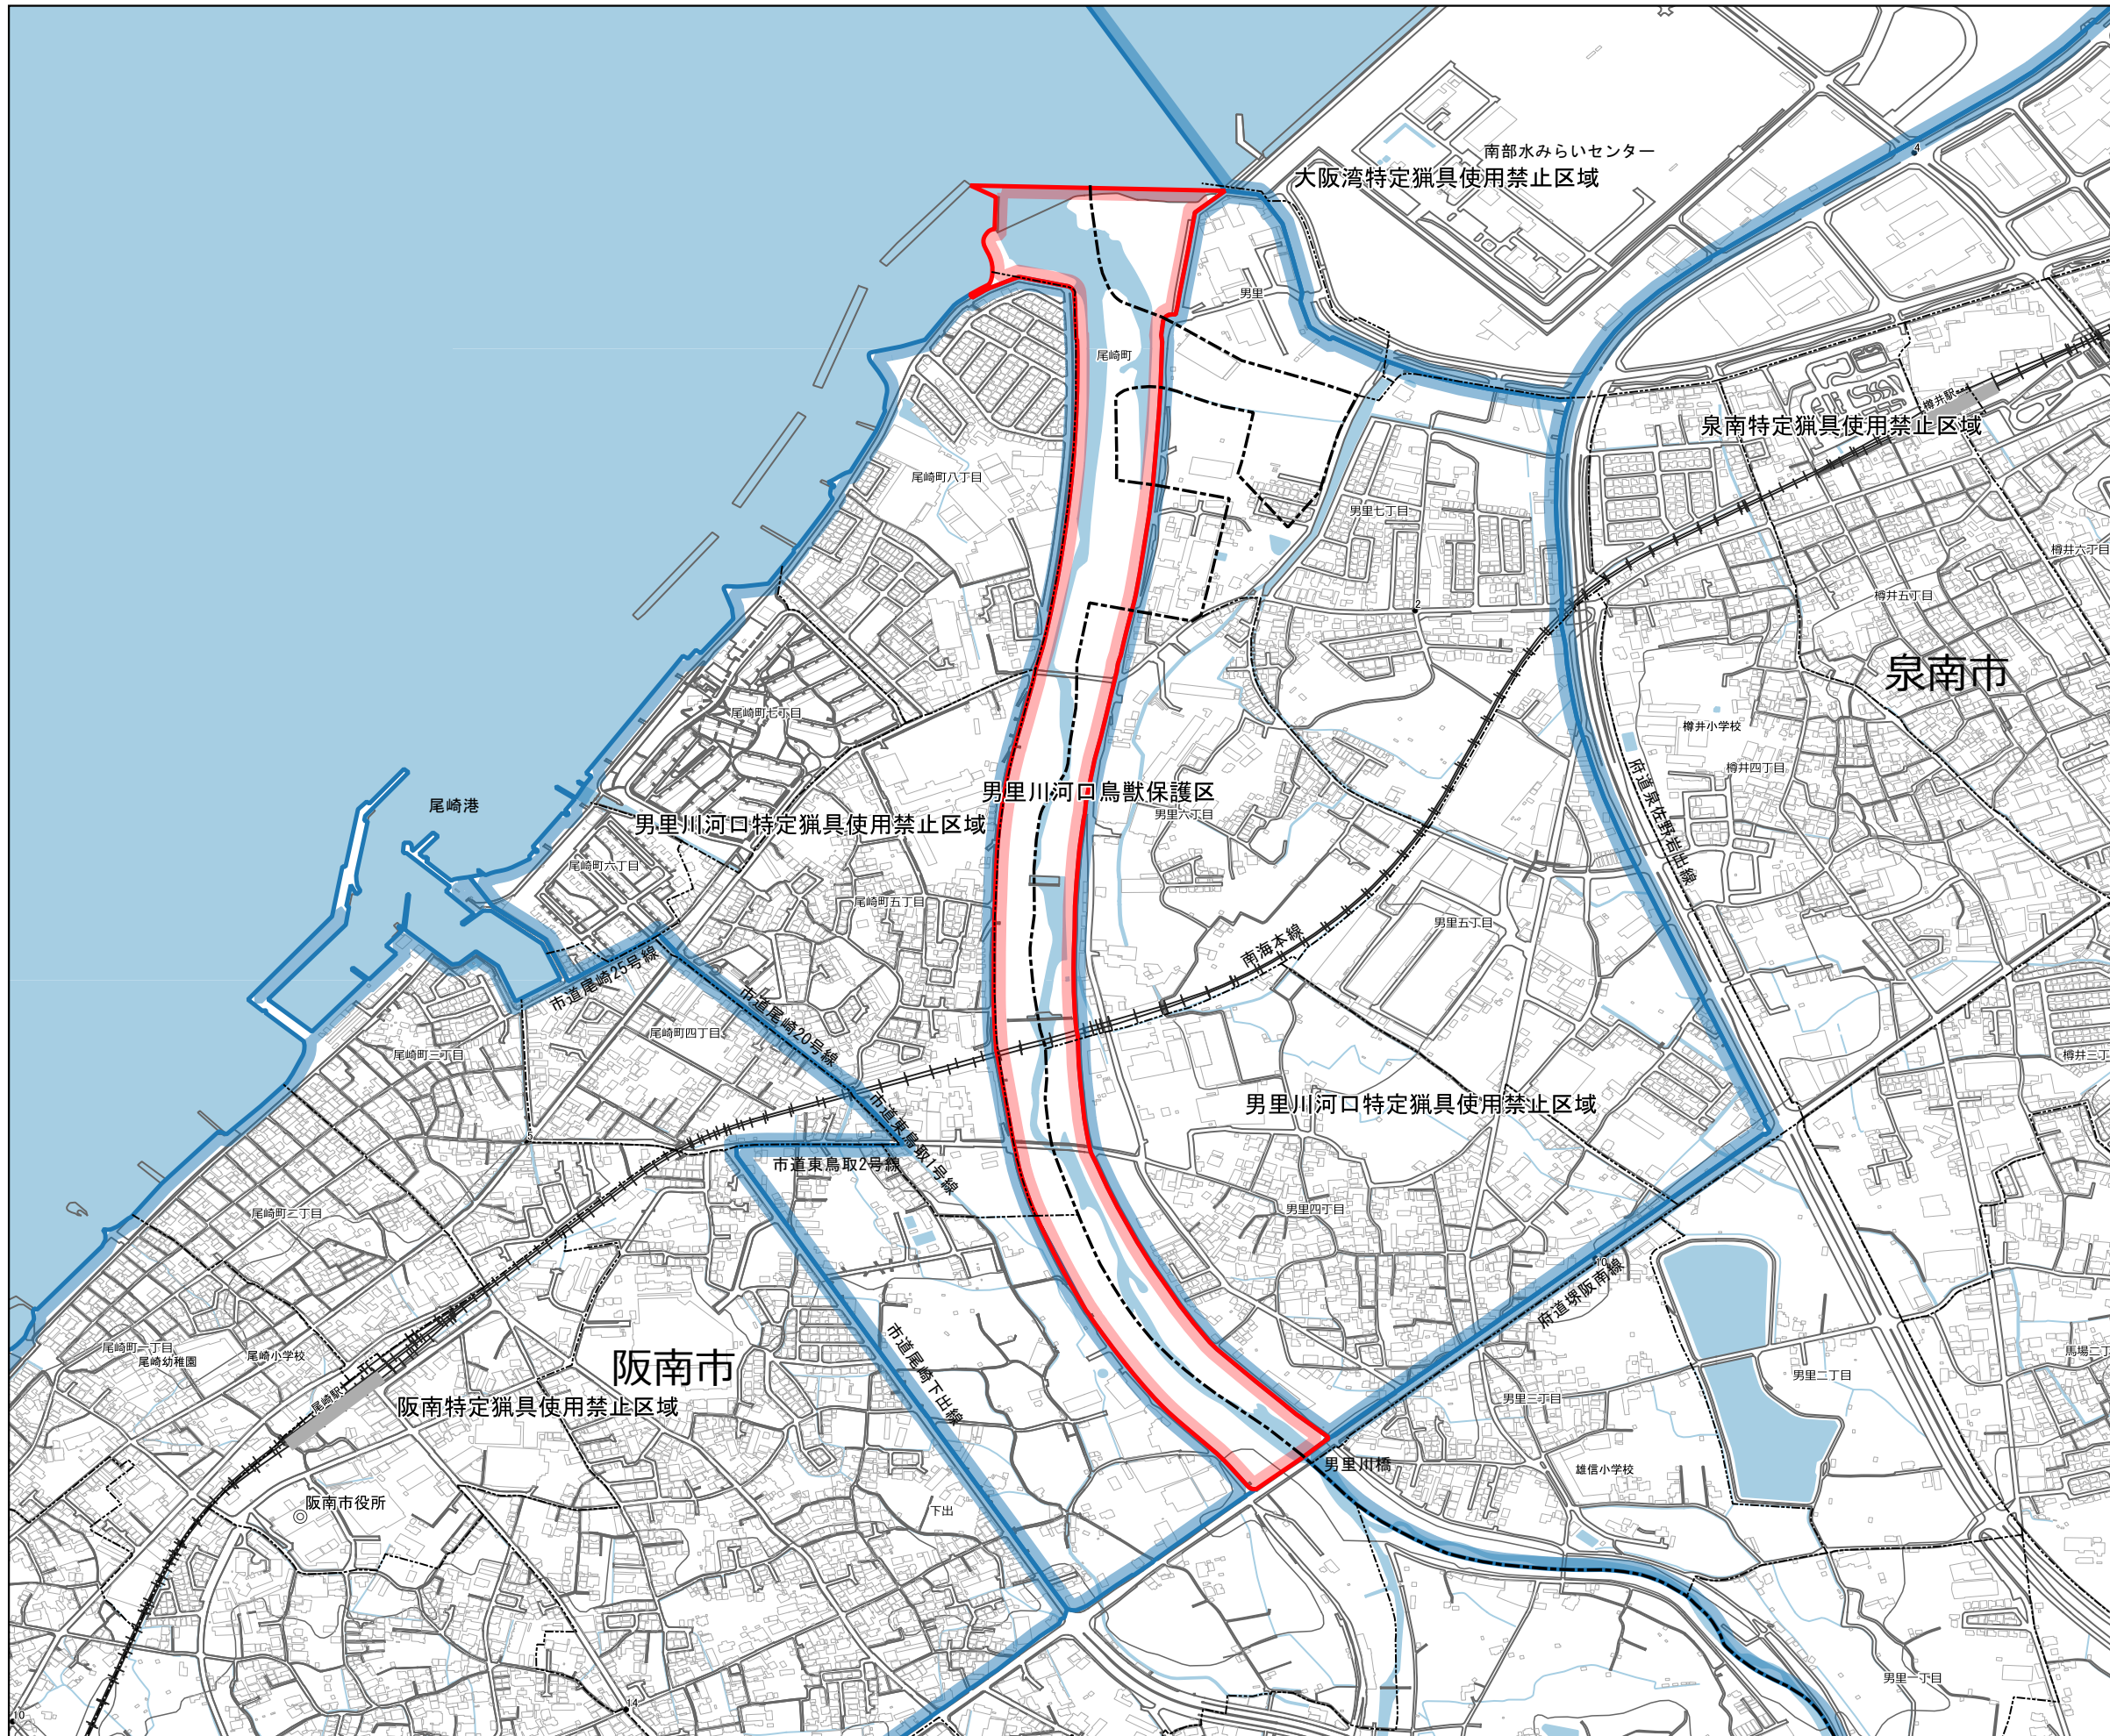 南部水みらいセンター
4
大阪湾特定猟具使用禁止区域
男里
尾崎町
樽井駅
泉南特定猟具使用禁止区域
尾崎町八丁目
男里七丁目
樽井六丁目
樽井五丁目
2
泉南市
尾崎町七丁目
樽井小学校
樽井四丁目
府道泉佐野岩出線
男里川河口鳥獣保護区
尾崎港
男里六丁目
男里川河口特定猟具使用禁止区域
尾崎町六丁目
尾崎町五丁目
男里五丁目
南海本線
市道尾崎25号線
市道尾崎20号線
尾崎町四丁目
尾崎町三丁目
樽井三丁
男里川河口特定猟具使用禁止区域
市道東鳥取1号線
5
市道東鳥取2号線
尾崎町二丁目
男里四丁目
10
府道堺阪南線
市道尾崎下出線
尾崎町一丁目
尾崎幼稚園
尾崎小学校
馬場二丁
阪南市
男里二丁目
尾崎駅
阪南特定猟具使用禁止区域
男里三丁目
男里川橋
雄信小学校
阪南市役所
下出
男里一丁目
14
10